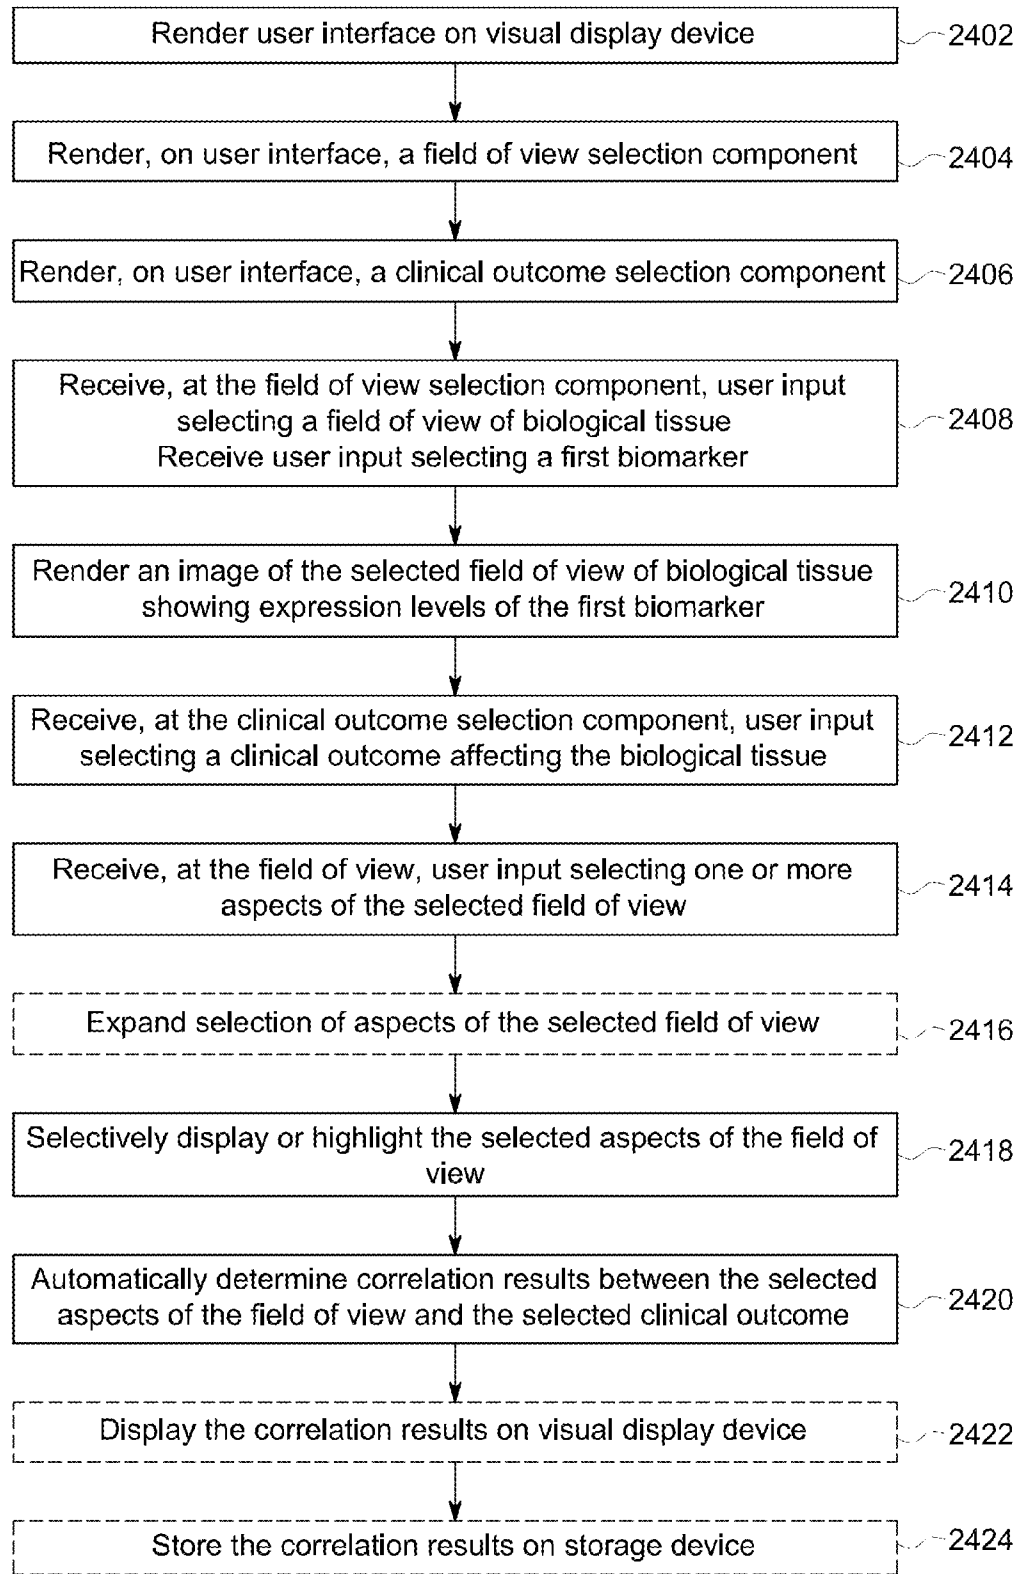 Render user interface on visual display device
2402
Render, on user interface, a field of view selection component
2404
Render, on user interface, a clinical outcome selection component
2406
Receive, at the field of view selection component, user input
selecting a field of view of biological tissue
Receive user input selecting a first biomarker
2408
Render an image of the selected field of view of biological tissue
showing expression levels of the first biomarker
2410
Receive, at the clinical outcome selection component, user input
selecting a clinical outcome affecting the biological tissue
2412
Receive, at the field of view, user input selecting one or more
aspects of the selected field of view
2414
Expand selection of aspects of the selected field of view
2416
Selectively display or highlight the selected aspects of the field of
view
2418
Automatically determine correlation results between the selected
aspects of the field of view and the selected clinical outcome
2420
Display the correlation results on visual display device
2422
Store the correlation results on storage device
2424